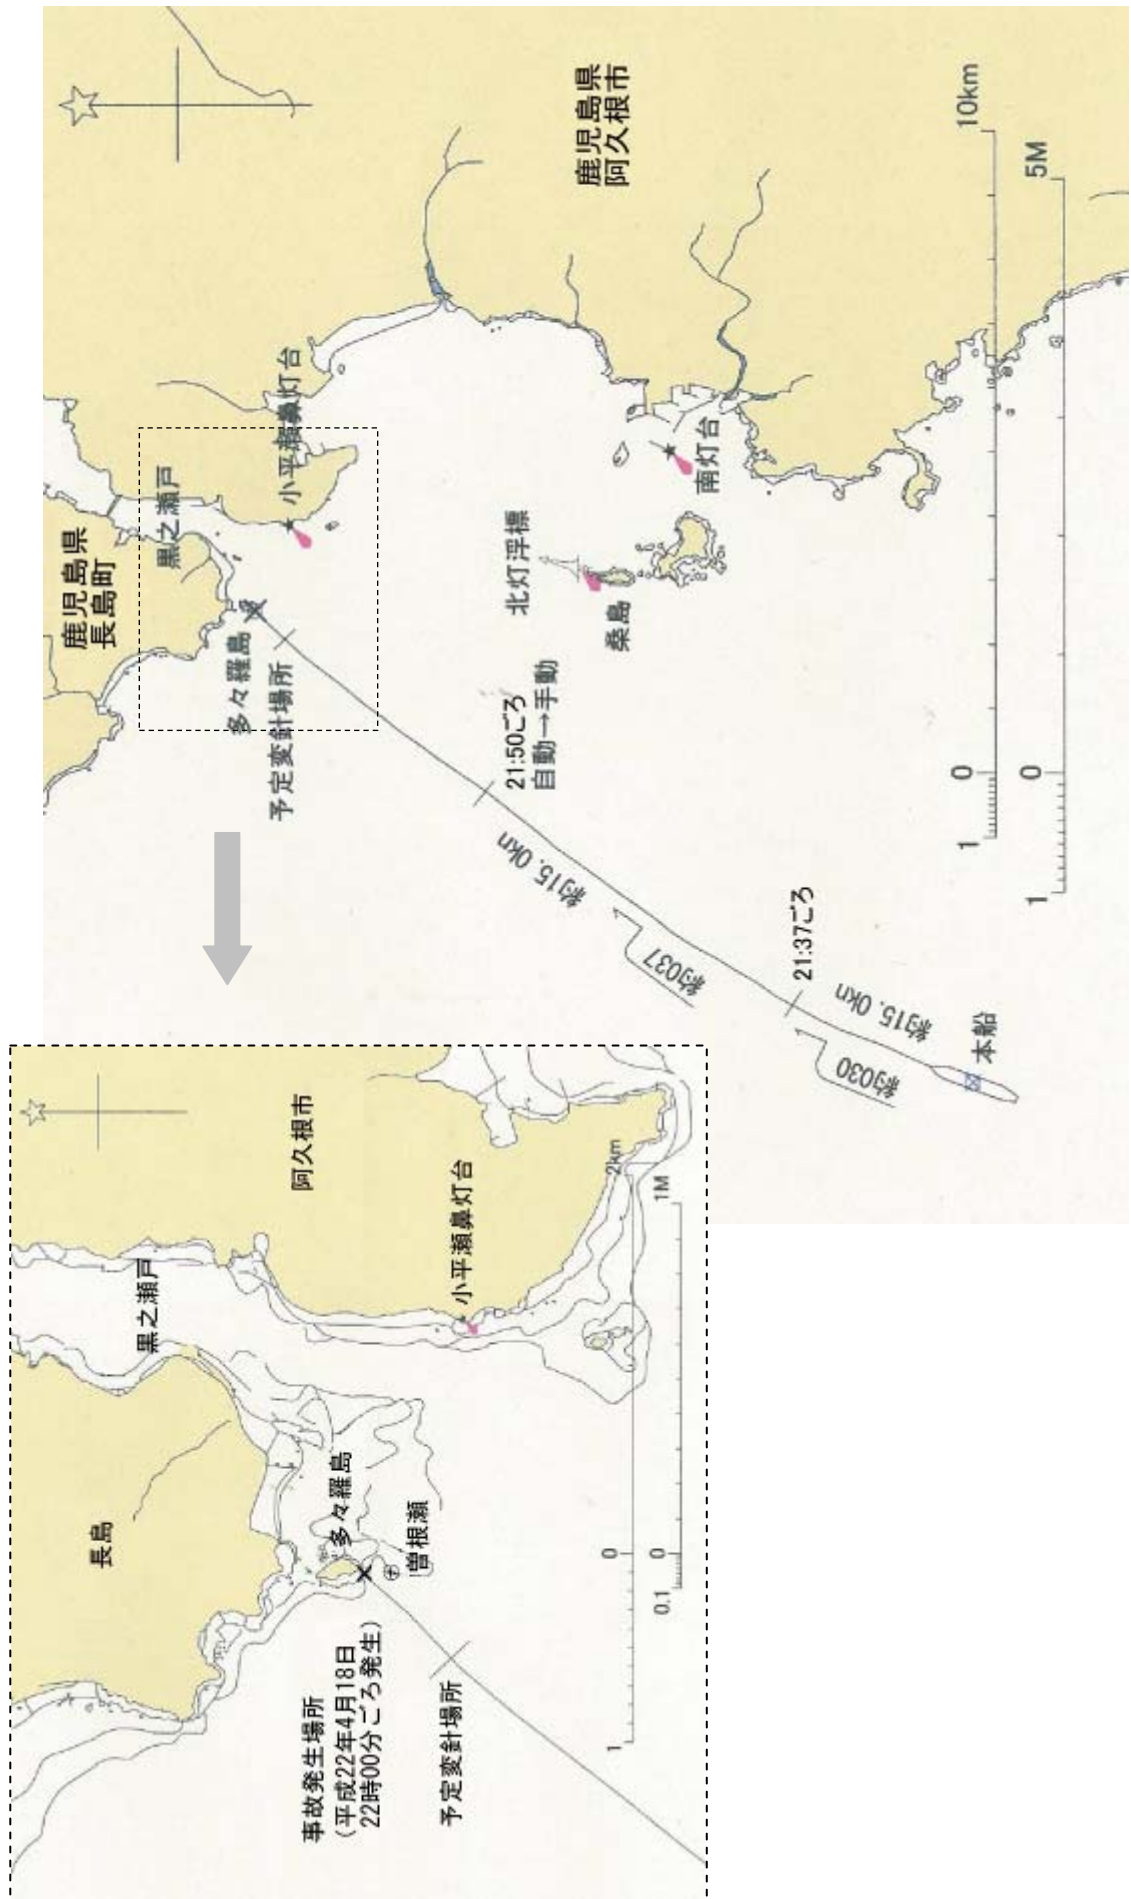 鹿児島県
阿久根市
鹿児島県
長島町
黒之瀬戸
小平瀬鼻灯台
多々羅島
予定変針場所
北灯浮標
桑島
南灯台
21:50ごろ
自動→手動
約15.0kn
約037
21:37ごろ
約15.0kn
約030
本船
1 0 10km
1 0 5M
阿久根市
黒之瀬戸
小平瀬鼻灯台
長島
多々羅島
曽根瀬
事故発生場所
(平成22年4月18日
22時00分ごろ発生)
予定変針場所
1 0 2km
0.1 0 1M